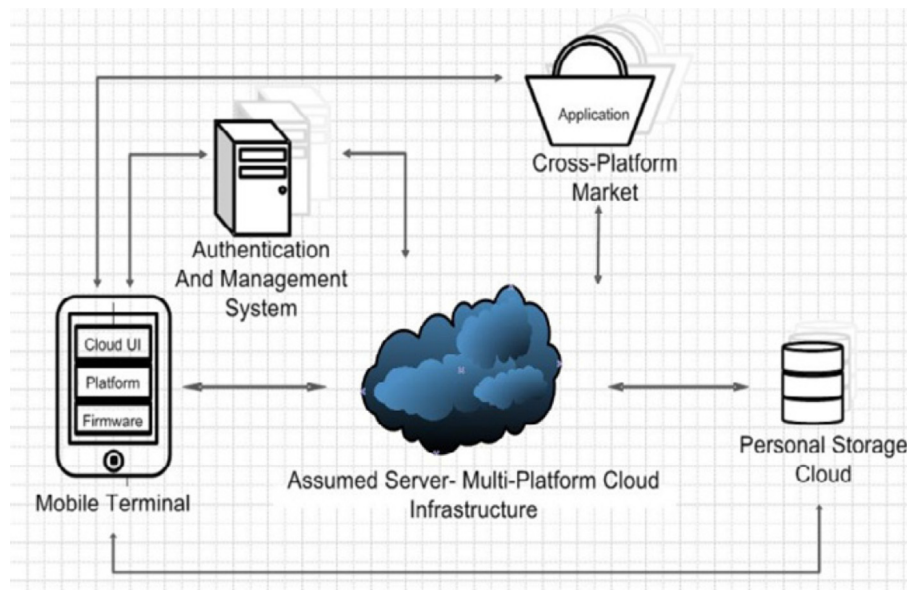 Application
Cross-Platform
Market
Authentication
And Management
System
Cloud UI
Platform
Firmware
Mobile Terminal
Assumed Server- Multi-Platform Cloud
Infrastructure
Personal Storage
Cloud